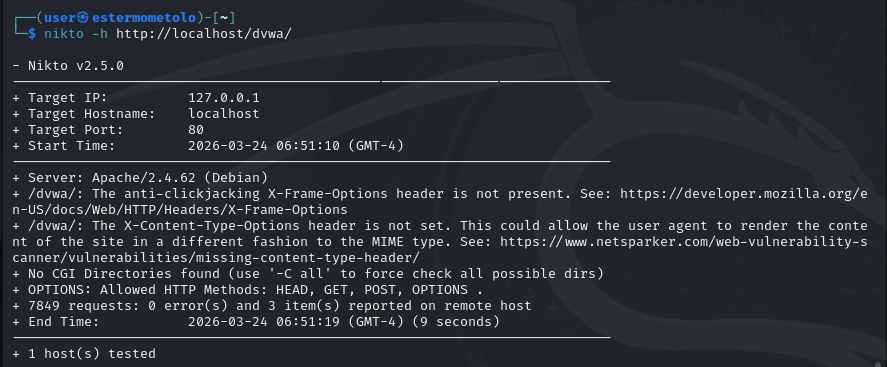 ┌──(user㉿estermometolo)-[~]
└─$ nikto -h http://localhost/dvwa/
- Nikto v2.5.0
---------------------------------------------------------------------------
+ Target IP:          127.0.0.1
+ Target Hostname:    localhost
+ Target Port:        80
+ Start Time:         2026-03-24 06:51:10 (GMT-4)
---------------------------------------------------------------------------
+ Server: Apache/2.4.62 (Debian)
+ /dvwa/: The anti-clickjacking X-Frame-Options header is not present. See: https://developer.mozilla.org/e
n-US/docs/Web/HTTP/Headers/X-Frame-Options
+ /dvwa/: The X-Content-Type-Options header is not set. This could allow the user agent to render the conte
nt of the site in a different fashion to the MIME type. See: https://www.netsparker.com/web-vulnerability-s
canner/vulnerabilities/missing-content-type-header/
+ No CGI Directories found (use '-C all' to force check all possible dirs)
+ OPTIONS: Allowed HTTP Methods: HEAD, GET, POST, OPTIONS .
+ 7849 requests: 0 error(s) and 3 item(s) reported on remote host
+ End Time:           2026-03-24 06:51:19 (GMT-4) (9 seconds)
---------------------------------------------------------------------------
+ 1 host(s) tested